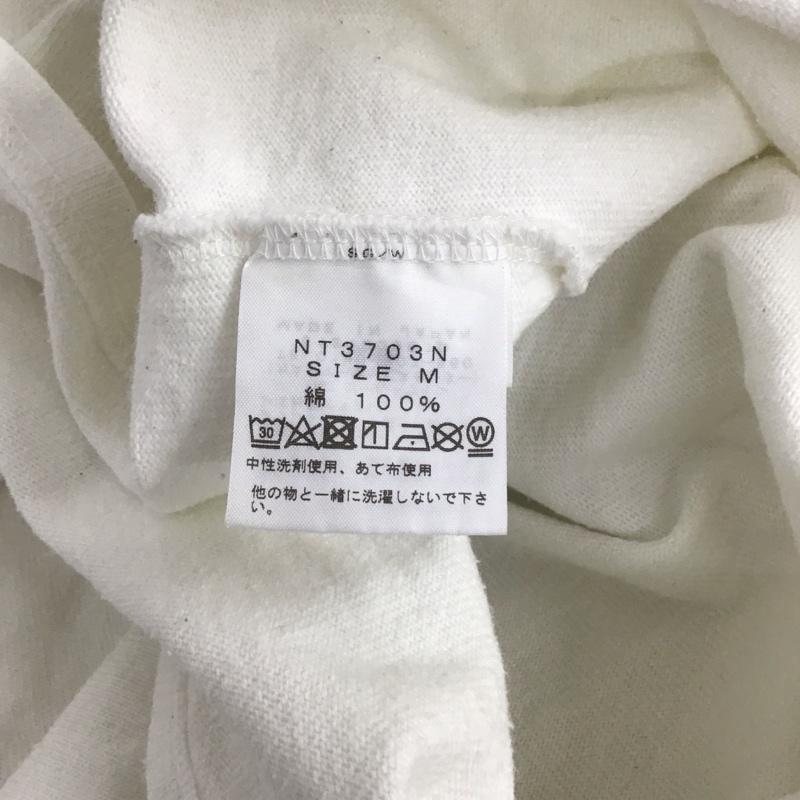 NT3703N
SIZE M
綿 100%
30 W
中性洗剤使用、あて布使用
他の物と一緒に洗濯しないで下さ
い。